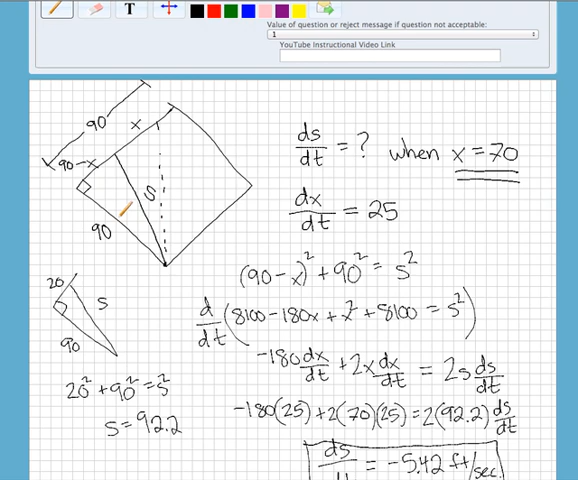 T
Value of question or reject message if question not acceptable:
1
YouTube Instructional Video Link
90
x
90-x
S
90
ds/dt = ? when x=70
dx/dt = 25
(90-x)² + 90² = s²
d/dt (8100-180x+x²+8100 = s²)
-180 dx/dt + 2x dx/dt = 2s ds/dt
-180(25)+2(70)(25)=2(92.2) ds/dt
ds/dt = -5.42 ft/sec.
20
S
90
20² + 90² = s²
s=92.2